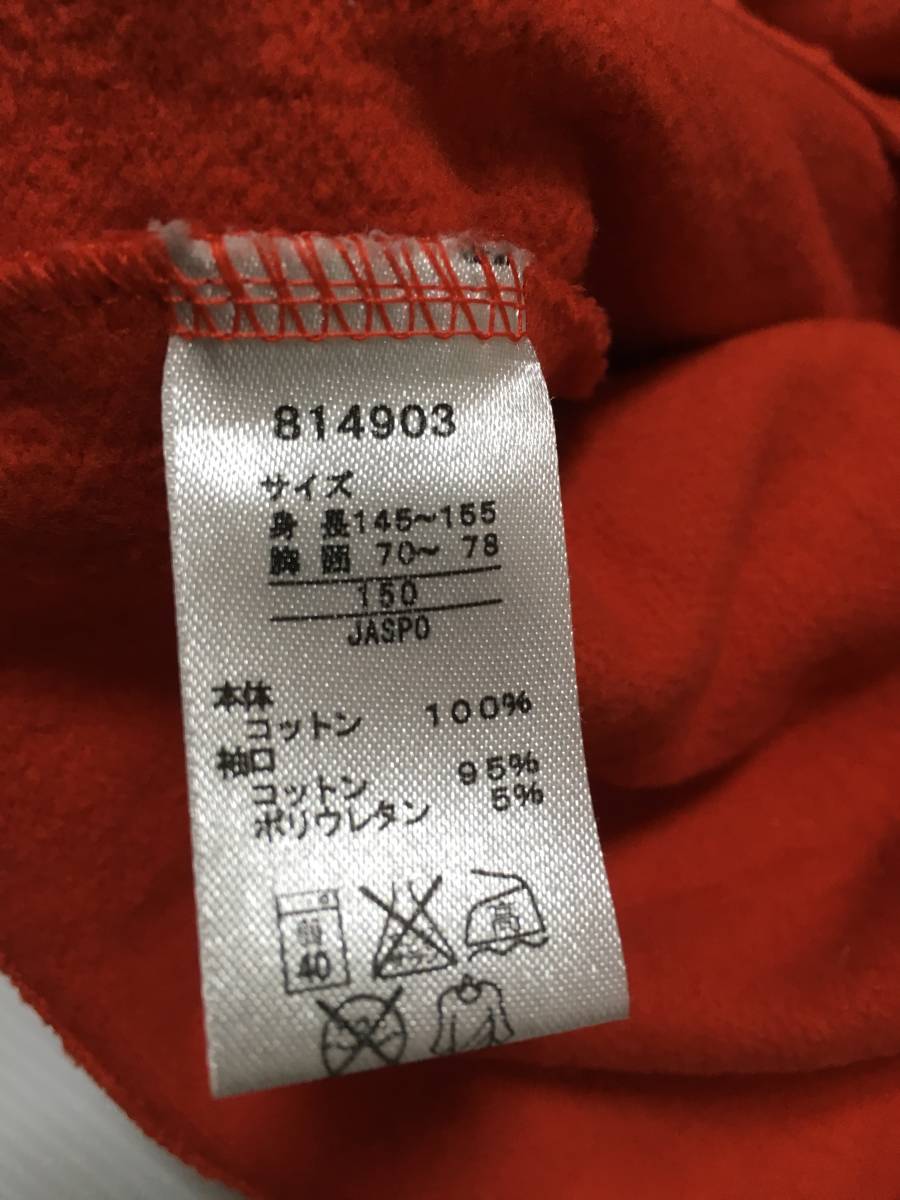 814903
サイズ
身長145~155
胸囲 70~ 78
150
JASPO
本体
コットン 100%
袖口
コットン 95%
ポリウレタン 5%
40
高